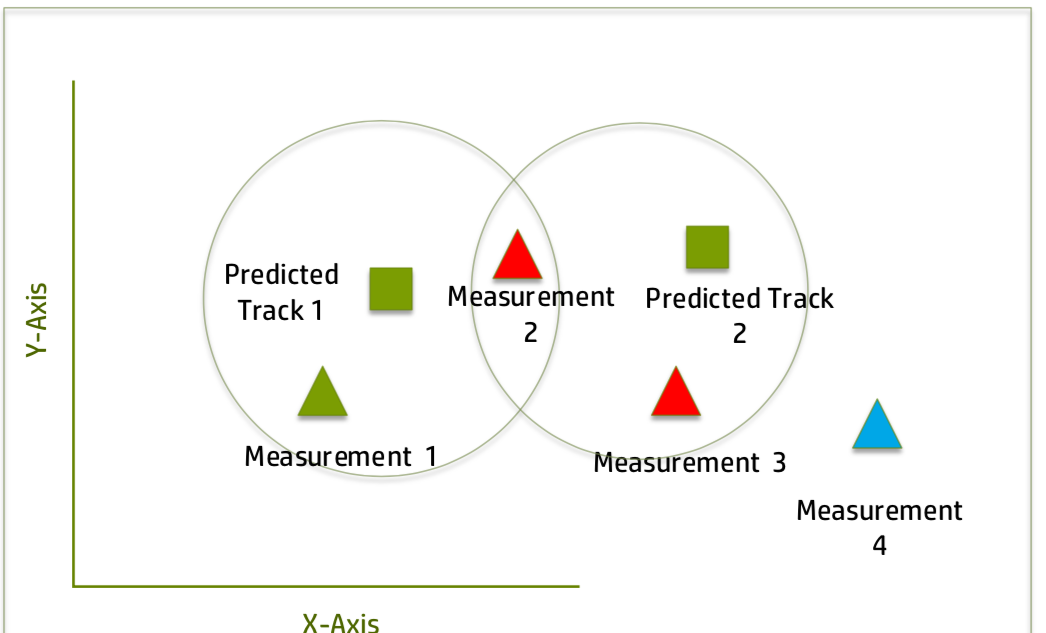 Predicted
Track 1
Measurement
2
Predicted Track
2
Measurement 1
Measurement 3
Measurement
4
Y-Axis
X-Axis